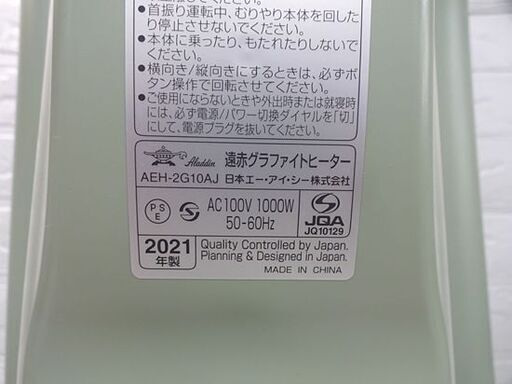 ●首振り運転中、むりやり本体を回した
り停止させないでください。
●本体に乗ったり、もたれたりしないで
ください。
●横向き/縦向きにするときは、必ずボ
タン操作で回転させてください。
●ご使用にならないときや外出時または就寝時
には、必ず電源/パワー切換ダイヤルを「切」
にして、電源プラグを抜いてください。
Aladdin 遠赤グラファイトヒーター
AEH-2G10AJ 日本エー・アイ・シー株式会社
PS
E
AC100V 1000W
50-60Hz
JQA
JQ10129
2021
年製
Quality Controlled by Japan.
Planning & Designed in Japan.
MADE IN CHINA